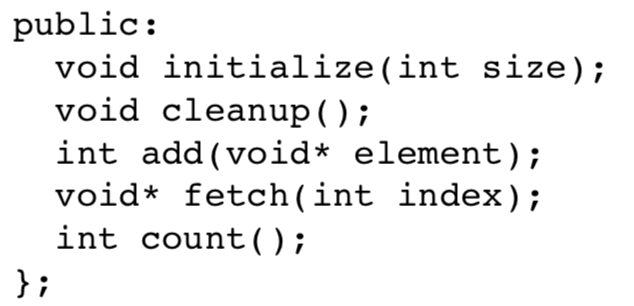 public:
  void initialize(int size);
  void cleanup();
  int add(void* element);
  void* fetch(int index);
  int count();
};